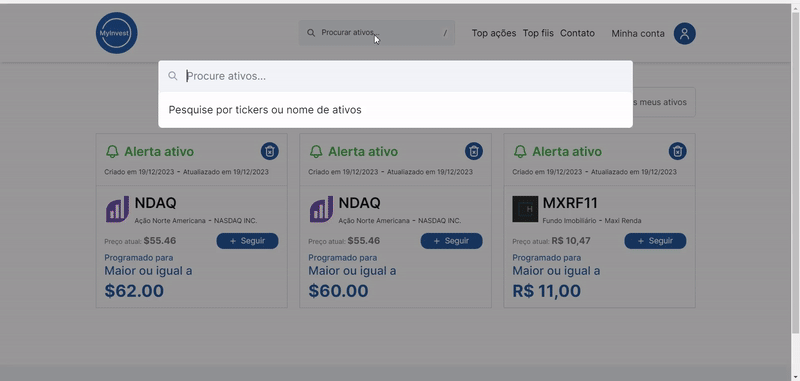 MyInvest
Procurar ativos...
/
Top ações
Top fiis
Contato
Minha conta
Procure ativos...
Pesquise por tickers ou nome de ativos
s meus ativos
Alerta ativo
Criado em 19/12/2023 - Atualiazado em 19/12/2023
NDAQ
Ação Norte Americana - NASDAQ INC.
Preço atual: $55.46
+ Seguir
Programado para
Maior ou igual a
$62.00
Alerta ativo
Criado em 19/12/2023 - Atualiazado em 19/12/2023
NDAQ
Ação Norte Americana - NASDAQ INC.
Preço atual: $55.46
+ Seguir
Programado para
Maior ou igual a
$60.00
Alerta ativo
Criado em 19/12/2023 - Atualiazado em 19/12/2023
H
MXRF11
Fundo Imobiliário - Maxi Renda
Preço atual: R$ 10,47
+ Seguir
Programado para
Maior ou igual a
R$ 11,00